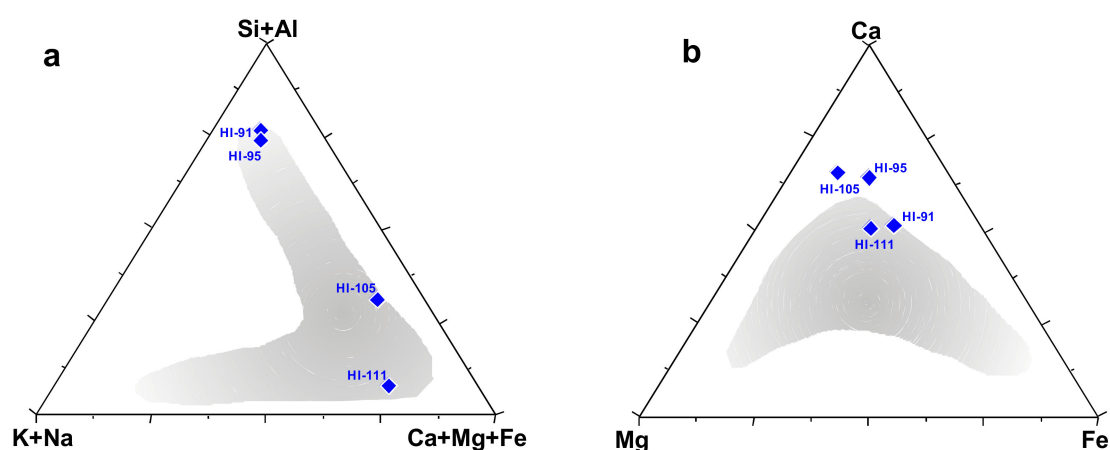 a
Si+Al
HI-91
HI-95
HI-105
HI-111
K+Na
Ca+Mg+Fe
b
Ca
HI-95
HI-105
HI-91
HI-111
Mg
Fe